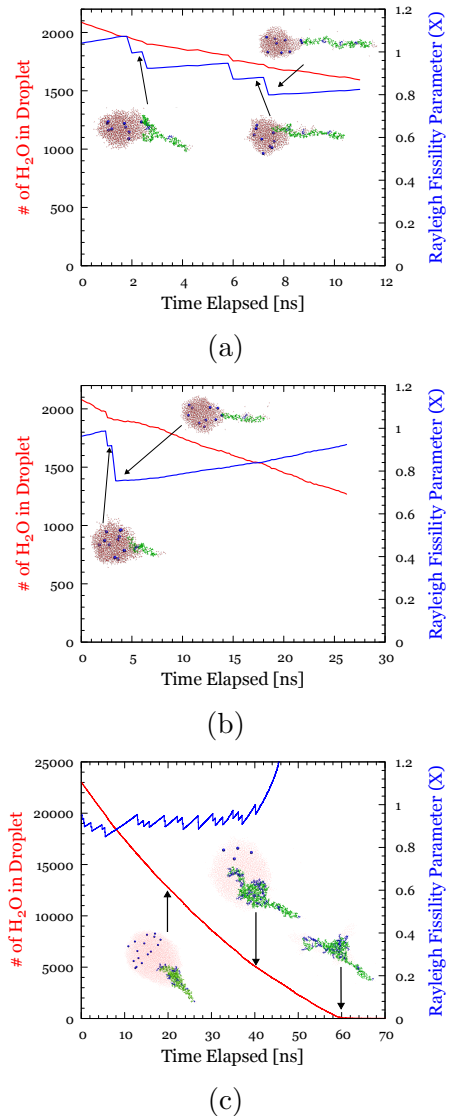 2000
1500
1000
500
0
# of H2O in Droplet
1.2
1
0.8
0.6
0.4
0.2
0
Rayleigh Fissility Parameter (X)
0 2 4 6 8 10 12
Time Elapsed [ns]
(a)
2000
1500
1000
500
0
# of H2O in Droplet
1.2
1
0.8
0.6
0.4
0.2
0
Rayleigh Fissility Parameter (X)
0 5 10 15 20 25 30
Time Elapsed [ns]
(b)
25000
20000
15000
10000
5000
0
# of H2O in Droplet
1.2
1
0.8
0.6
0.4
0.2
0
Rayleigh Fissility Parameter (X)
0 10 20 30 40 50 60 70
Time Elapsed [ns]
(c)